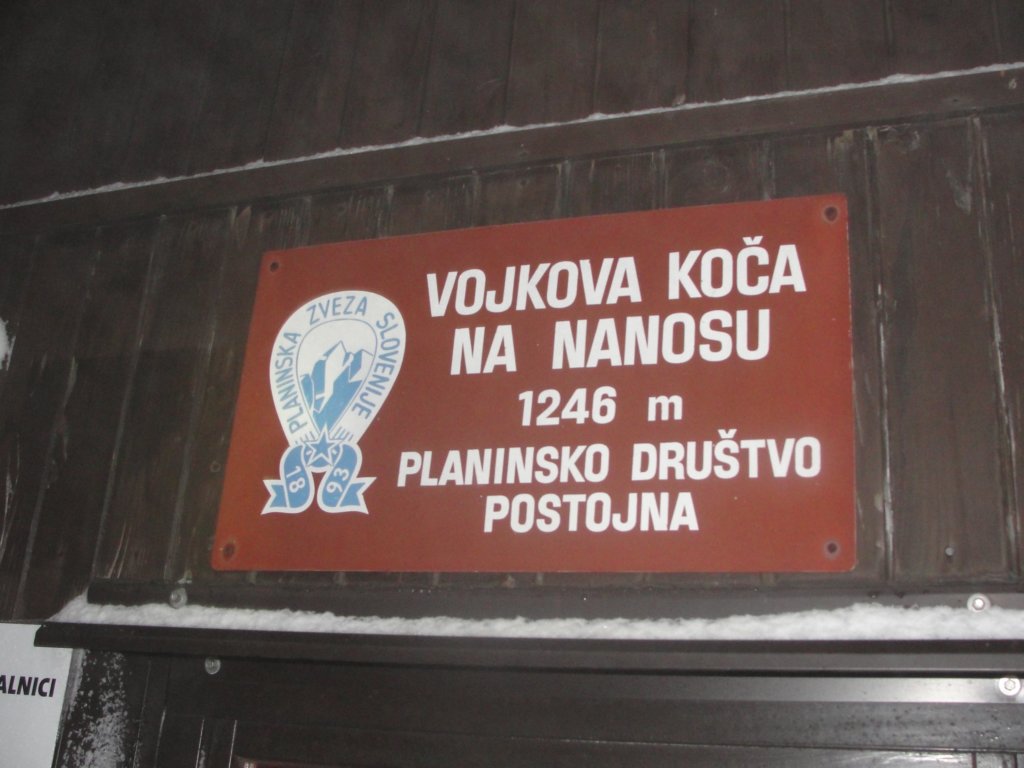 VOJKOVA KOČA
NA NANOSU
1246 m
PLANINSKO DRUŠTVO
POSTOJNA
PLANINSKA ZVEZA SLOVENIJE
18 93
ALNICI